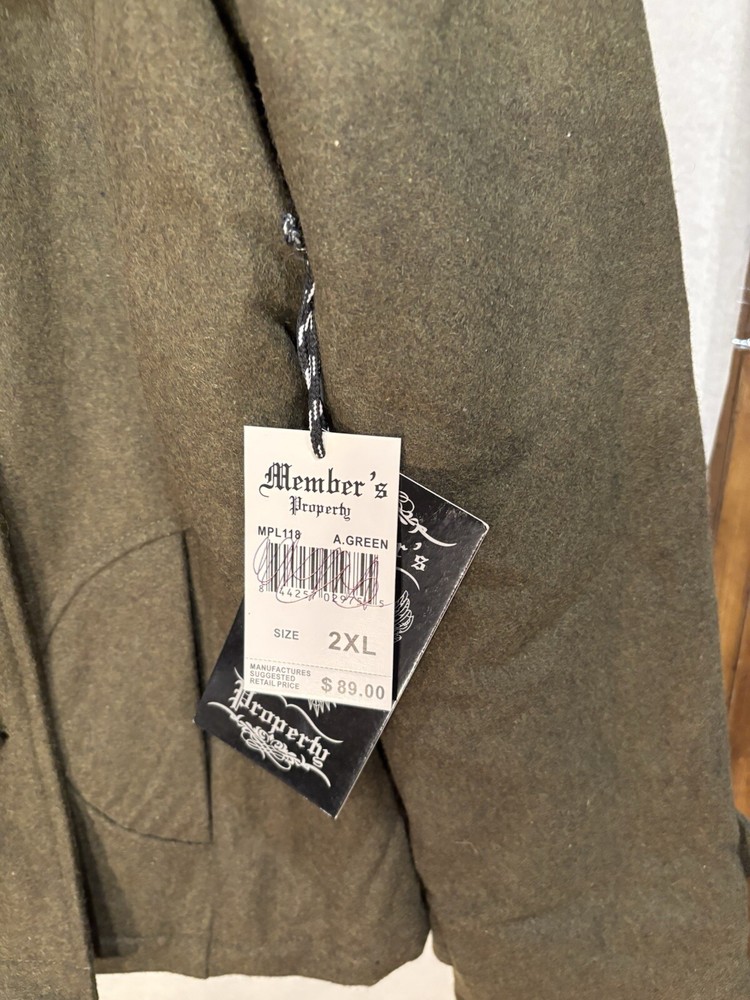 Member's
Property
MPL118 A.GREEN
SIZE 2XL
MANUFACTURES
SUGGESTED
RETAIL PRICE $ 89.00
r's
Property